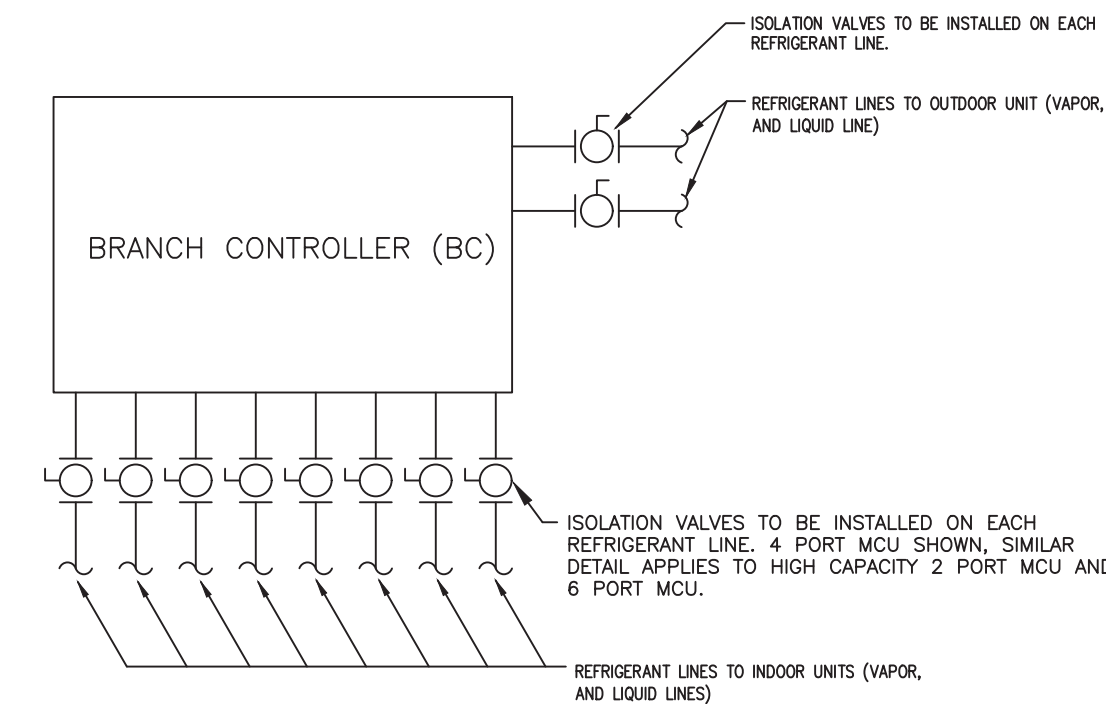 ISOLATION VALVES TO BE INSTALLED ON EACH
REFRIGERANT LINE.
REFRIGERANT LINES TO OUTDOOR UNIT (VAPOR,
AND LIQUID LINE)
BRANCH CONTROLLER (BC)
ISOLATION VALVES TO BE INSTALLED ON EACH
REFRIGERANT LINE. 4 PORT MCU SHOWN, SIMILAR
DETAIL APPLIES TO HIGH CAPACITY 2 PORT MCU AND
6 PORT MCU.
REFRIGERANT LINES TO INDOOR UNITS (VAPOR,
AND LIQUID LINES)